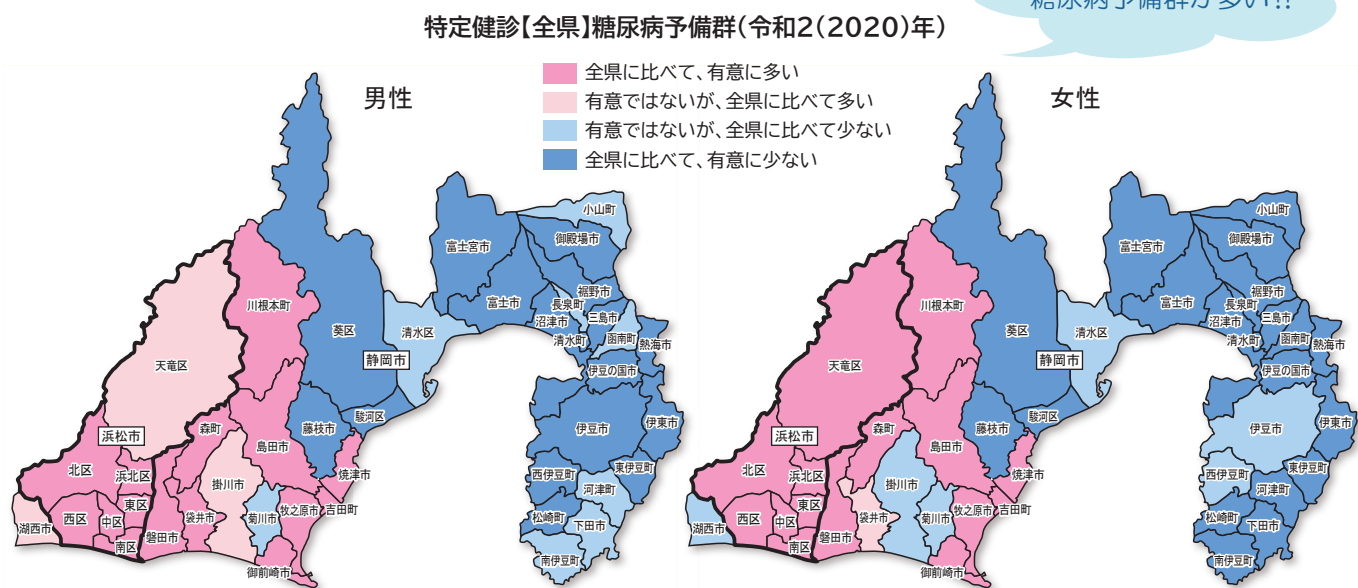 糖尿病予備群が多い!!
特定健診【全県】糖尿病予備群(令和2(2020)年)
全県に比べて、有意に多い
有意ではないが、全県に比べて多い
有意ではないが、全県に比べて少ない
全県に比べて、有意に少ない
男性
小山町
御殿場市
富士宮市
裾野市
川根本町
富士市
長泉町
沼津市
三島市
葵区
清水区
清水町
函南町
熱海市
静岡市
天竜区
伊豆の国市
駿河区
浜松市
森町
藤枝市
伊豆市
伊東市
島田市
北区
浜北区
焼津市
西伊豆町
東伊豆町
掛川市
河津町
東区
湖西市
西区
中区
袋井市
菊川市
牧之原市
吉田町
松崎町
下田市
南区
磐田市
南伊豆町
御前崎市
女性
小山町
御殿場市
富士宮市
裾野市
川根本町
富士市
長泉町
沼津市
三島市
葵区
清水区
清水町
函南町
熱海市
静岡市
天竜区
伊豆の国市
駿河区
浜松市
森町
藤枝市
伊豆市
伊東市
島田市
北区
浜北区
焼津市
西伊豆町
東伊豆町
掛川市
河津町
東区
湖西市
西区
中区
袋井市
菊川市
牧之原市
吉田町
松崎町
下田市
南区
磐田市
南伊豆町
御前崎市